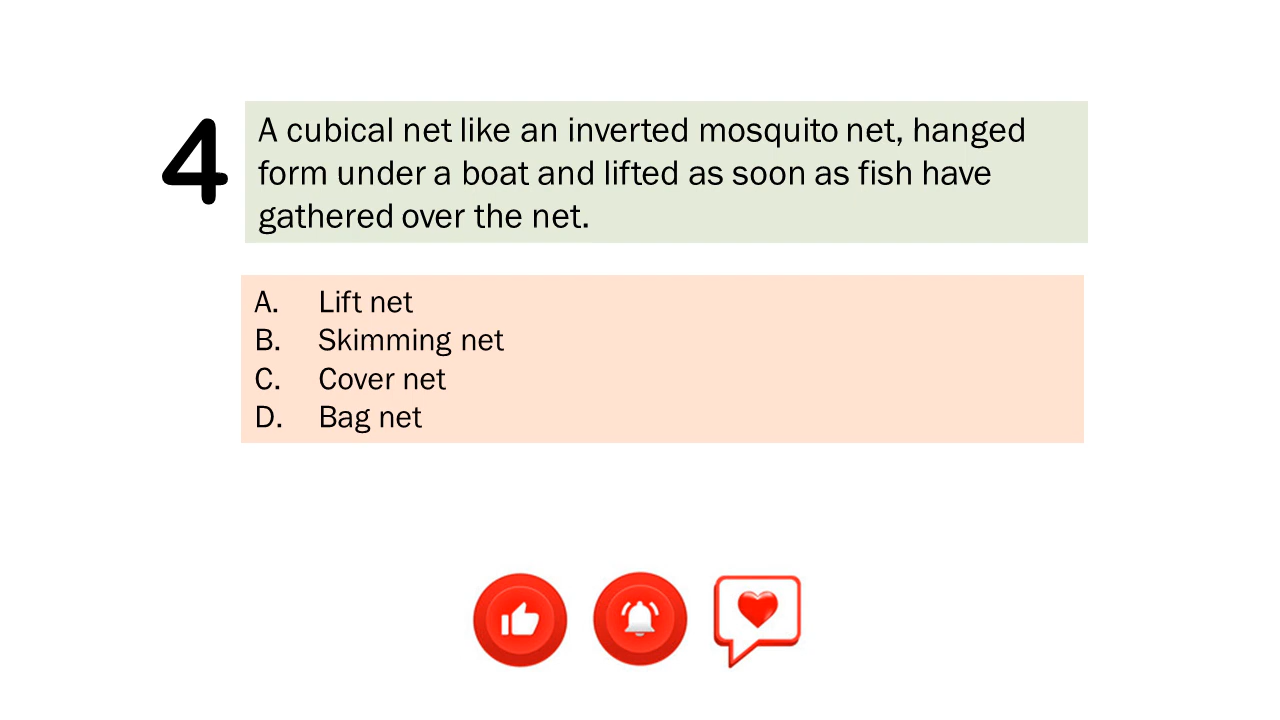 4
A cubical net like an inverted mosquito net, hanged
form under a boat and lifted as soon as fish have
gathered over the net.
A. Lift net
B. Skimming net
C. Cover net
D. Bag net